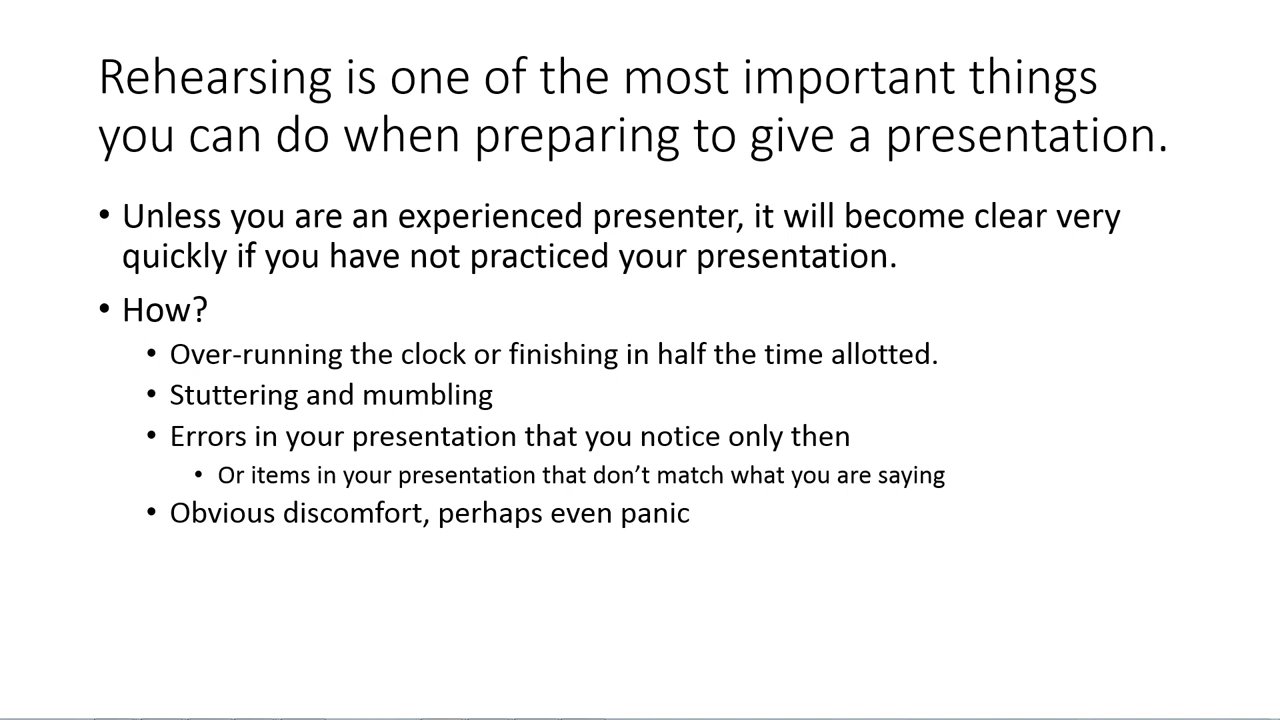 Rehearsing is one of the most important things
you can do when preparing to give a presentation.
• Unless you are an experienced presenter, it will become clear very
quickly if you have not practiced your presentation.
• How?
• Over-running the clock or finishing in half the time allotted.
• Stuttering and mumbling
• Errors in your presentation that you notice only then
• Or items in your presentation that don’t match what you are saying
• Obvious discomfort, perhaps even panic